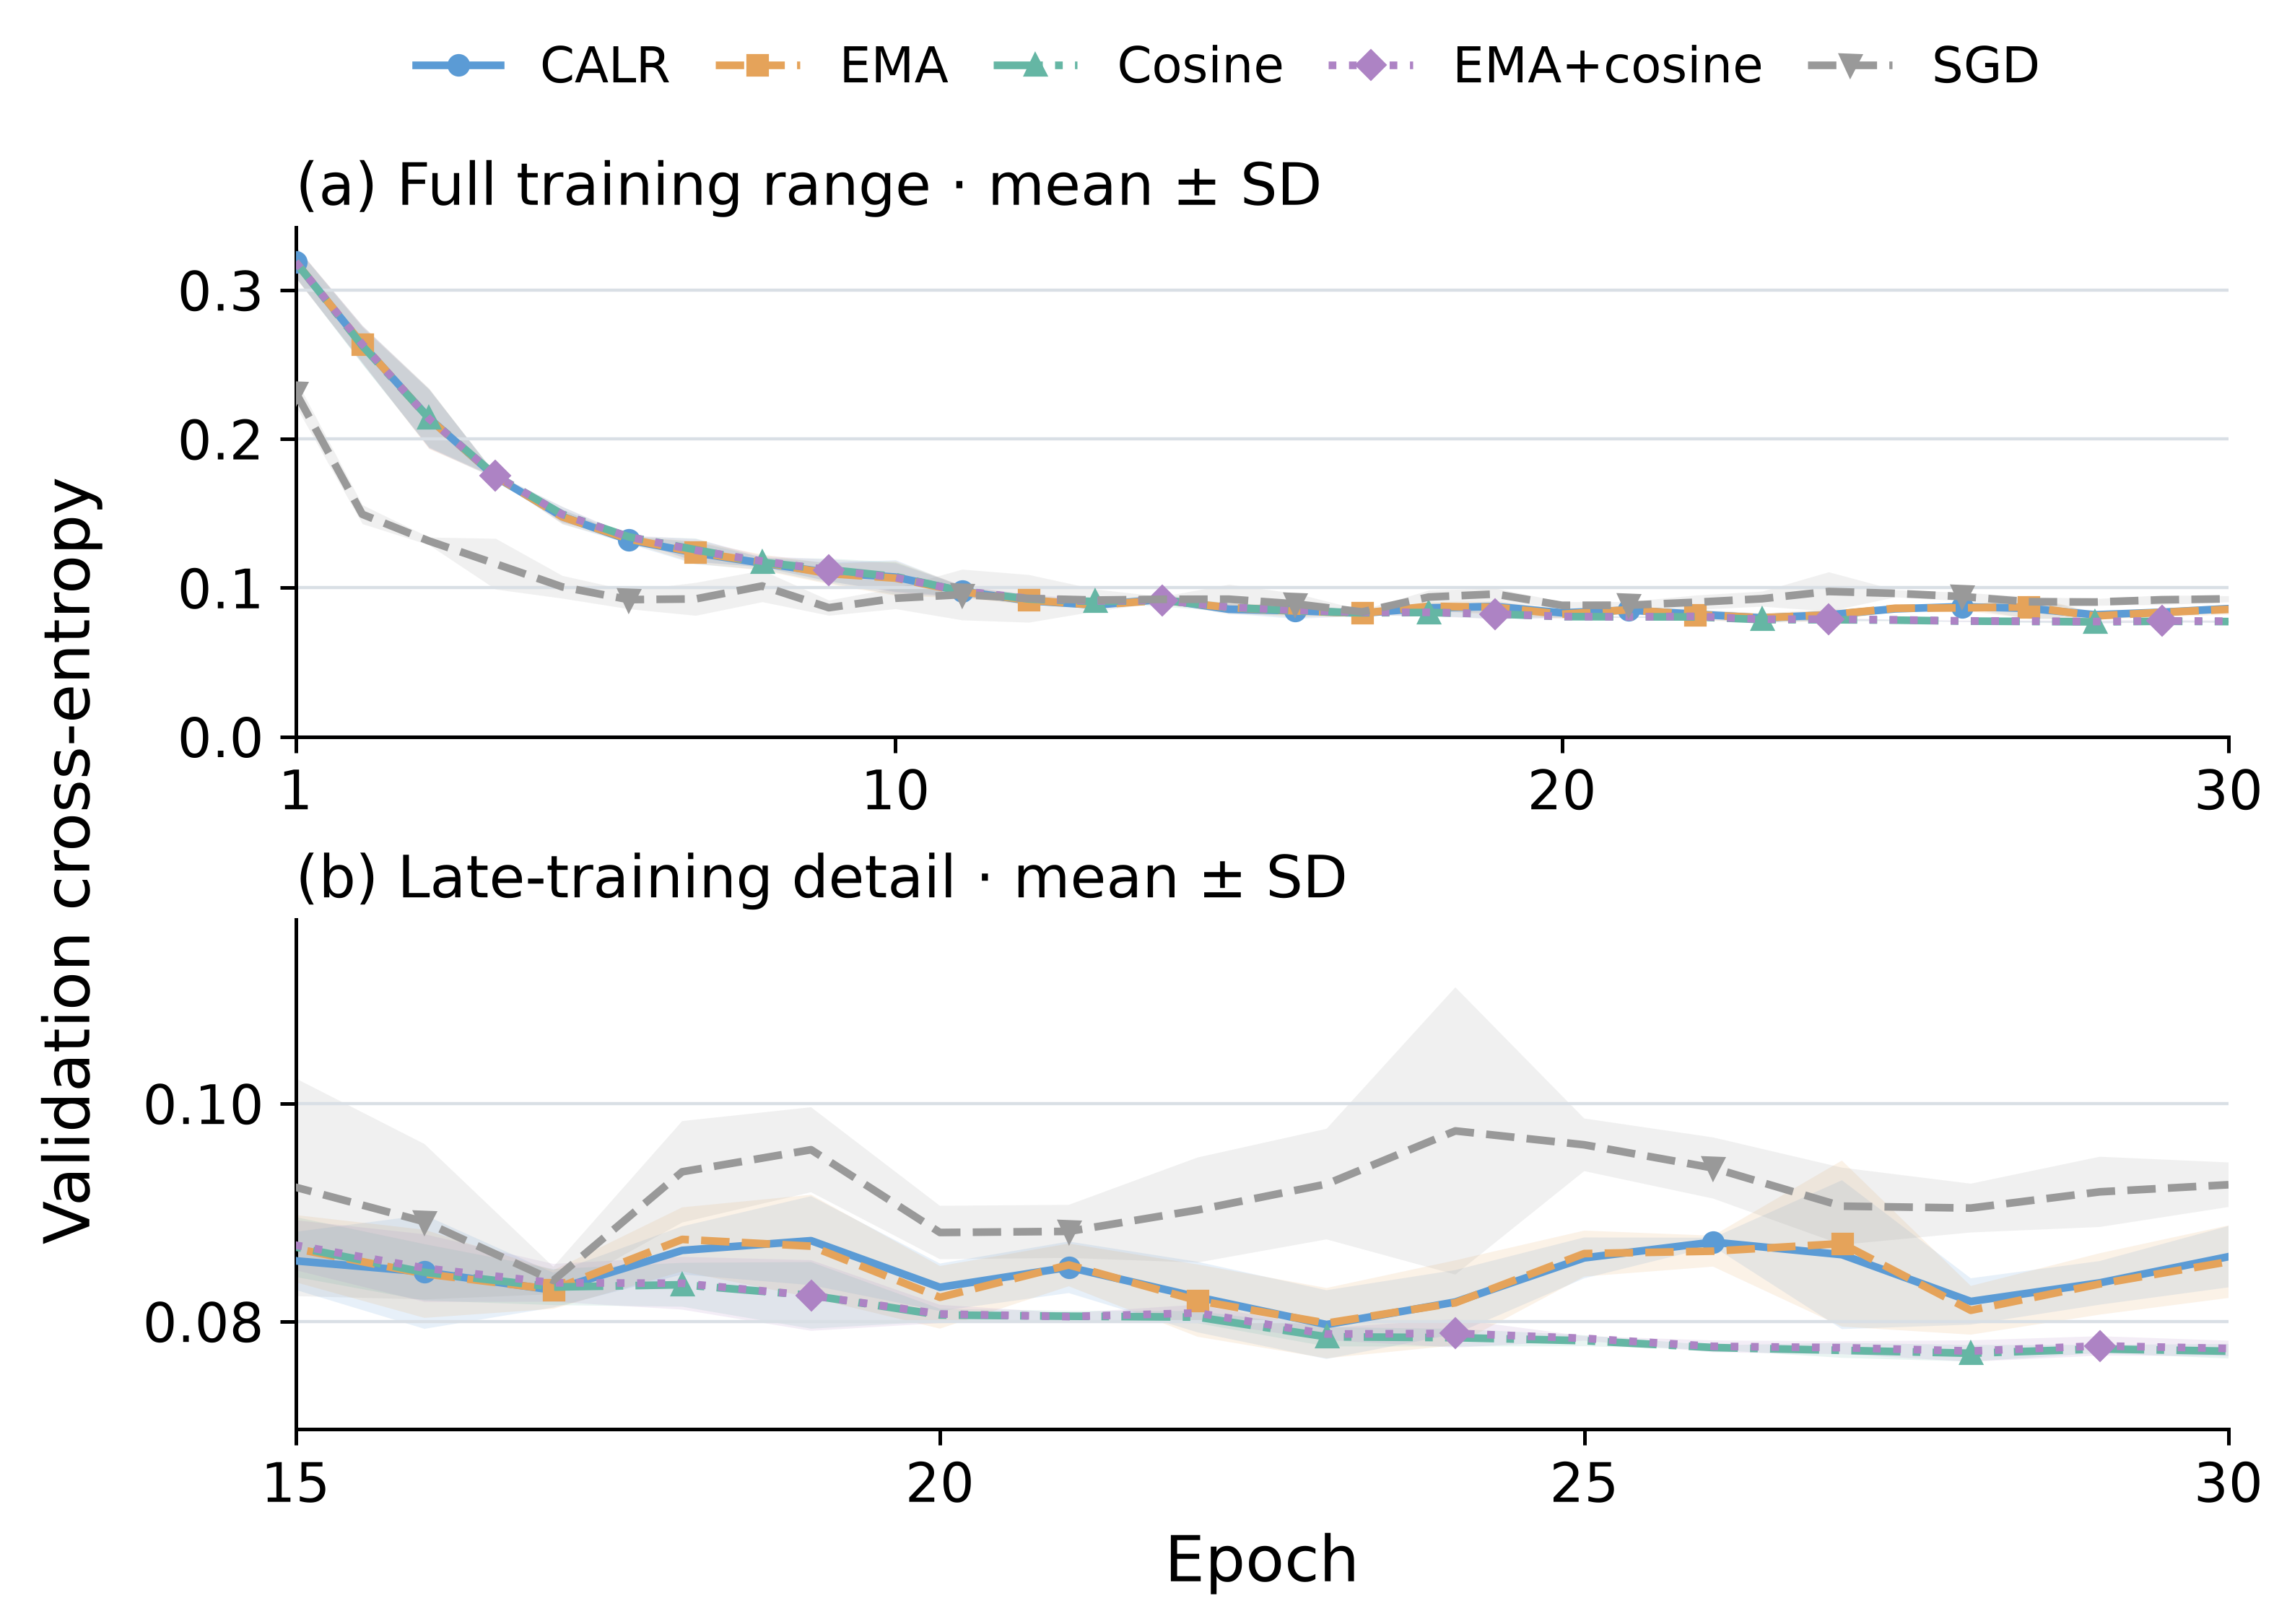 CALR EMA Cosine EMA+cosine SGD
(a) Full training range · mean ± SD
0.3
0.2
0.1
0.0
1 10 20 30
Validation cross-entropy
(b) Late-training detail · mean ± SD
0.10
0.08
15 20 25 30
Epoch